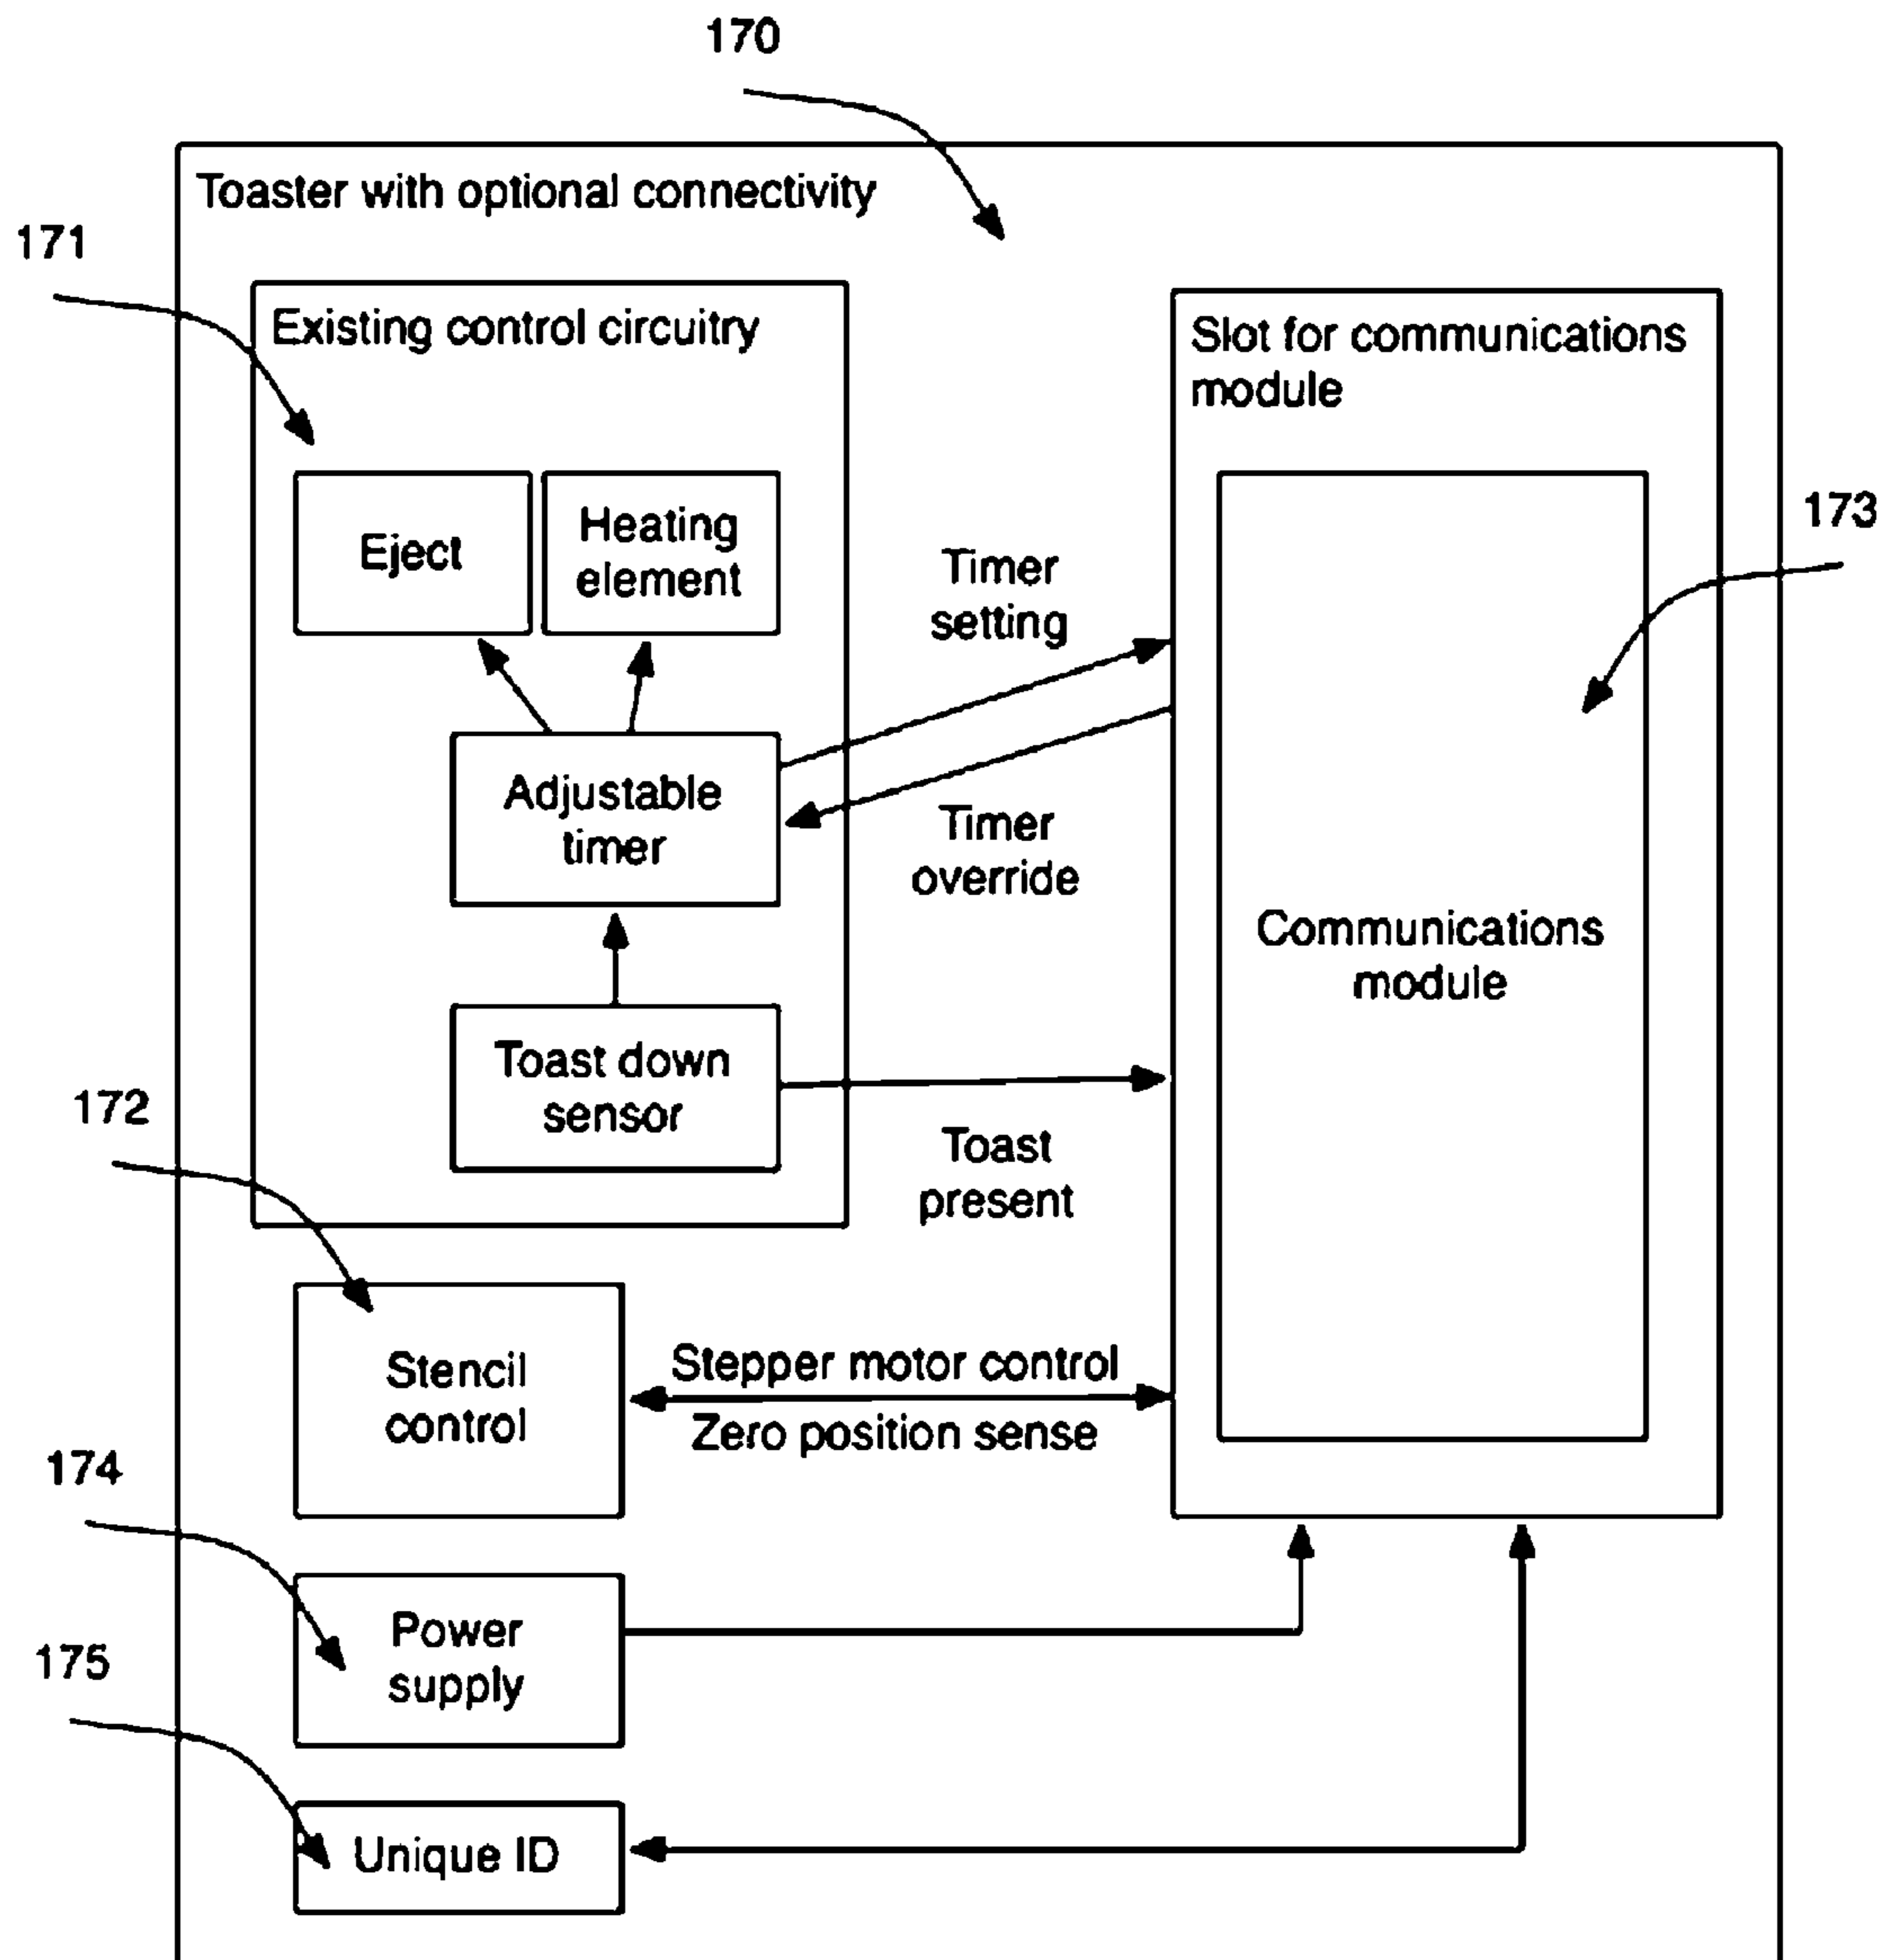 170
Toaster with optional connectivity
171
Existing control circuitry
Slot for communications
module
Eject
Heating
element
173
Timer
setting
Adjustable
timer
Timer
override
Communications
module
Toast down
sensor
172
Toast
present
Stencil
control
Stepper motor control
Zero position sense
174
Power
supply
175
Unique ID